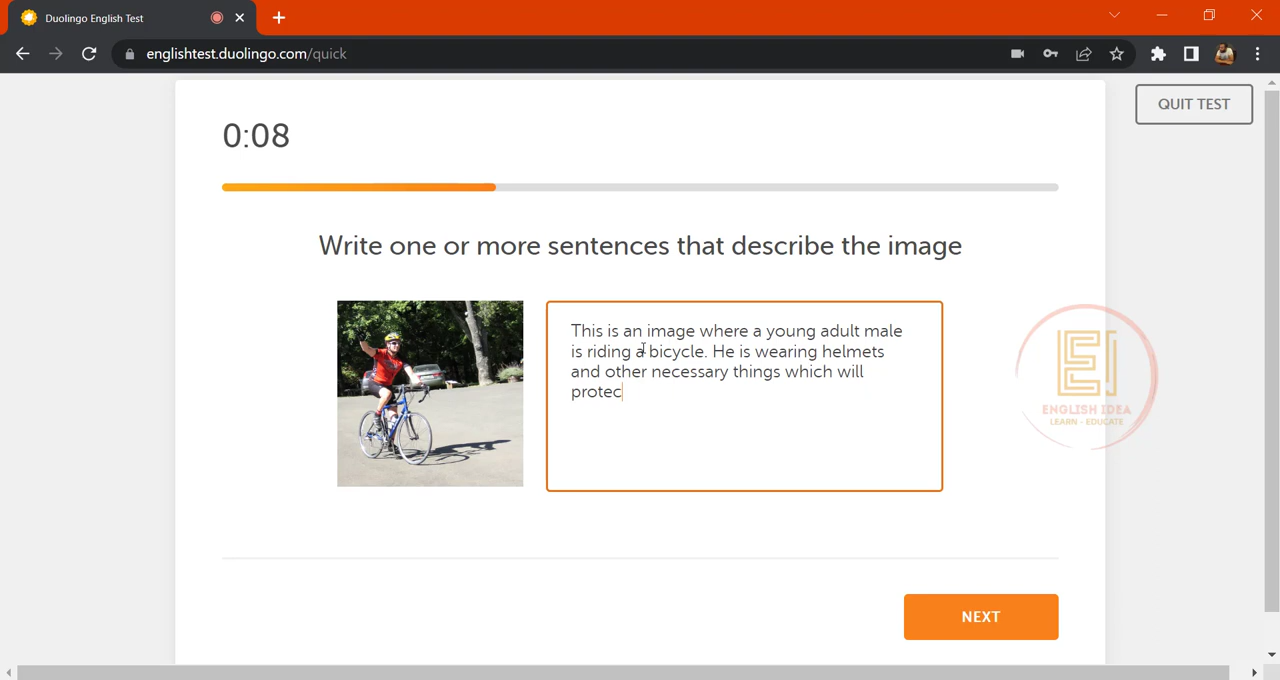 Duolingo English Test
englishtest.duolingo.com/quick
QUIT TEST
0:08
Write one or more sentences that describe the image
This is an image where a young adult male
is riding a bicycle. He is wearing helmets
and other necessary things which will
protec
EI
ENGLISH IDEA
LEARN - EDUCATE
NEXT